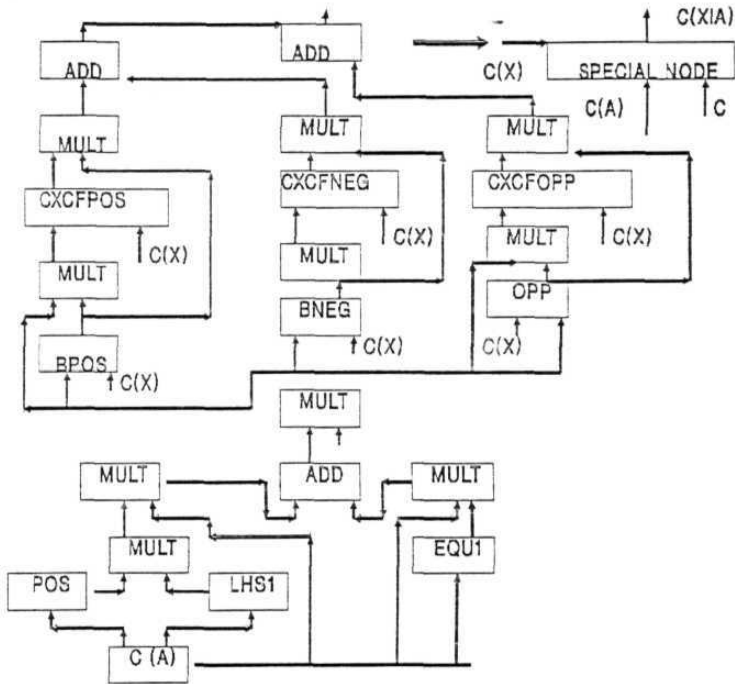 C(X|A)
ADD
ADD
C(X)
SPECIAL NODE
C(A)
C
MULT
MULT
MULT
CXCFPOS
CXCFNEG
CXCFOPP
C(X)
C(X)
C(X)
MULT
MULT
MULT
BNEG
OPP
BPOS
C(X)
C(X)
C(X)
MULT
MULT
ADD
MULT
MULT
EQU1
POS
LHS1
C (A)